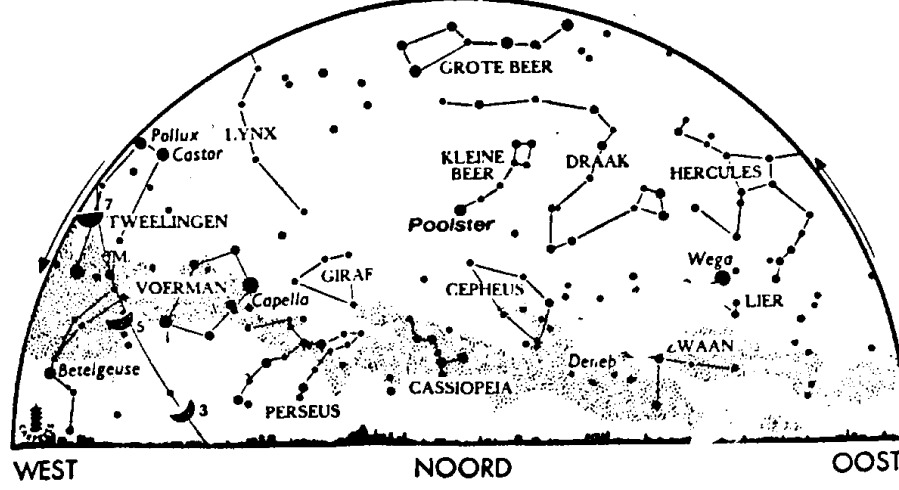 GROTE BEER
Pollux
LYNX
Castor
KLEINE
BEER
DRAAK
HERCULES
7
TWEELINGEN
Poolster
M
Wega
GIRAF
VOERMAN
CEPHEUS
Capella
LIER
5
ZWAAN
Deneb
Betelgeuse
CASSIOPEIA
3
PERSEUS
WEST
NOORD
OOST